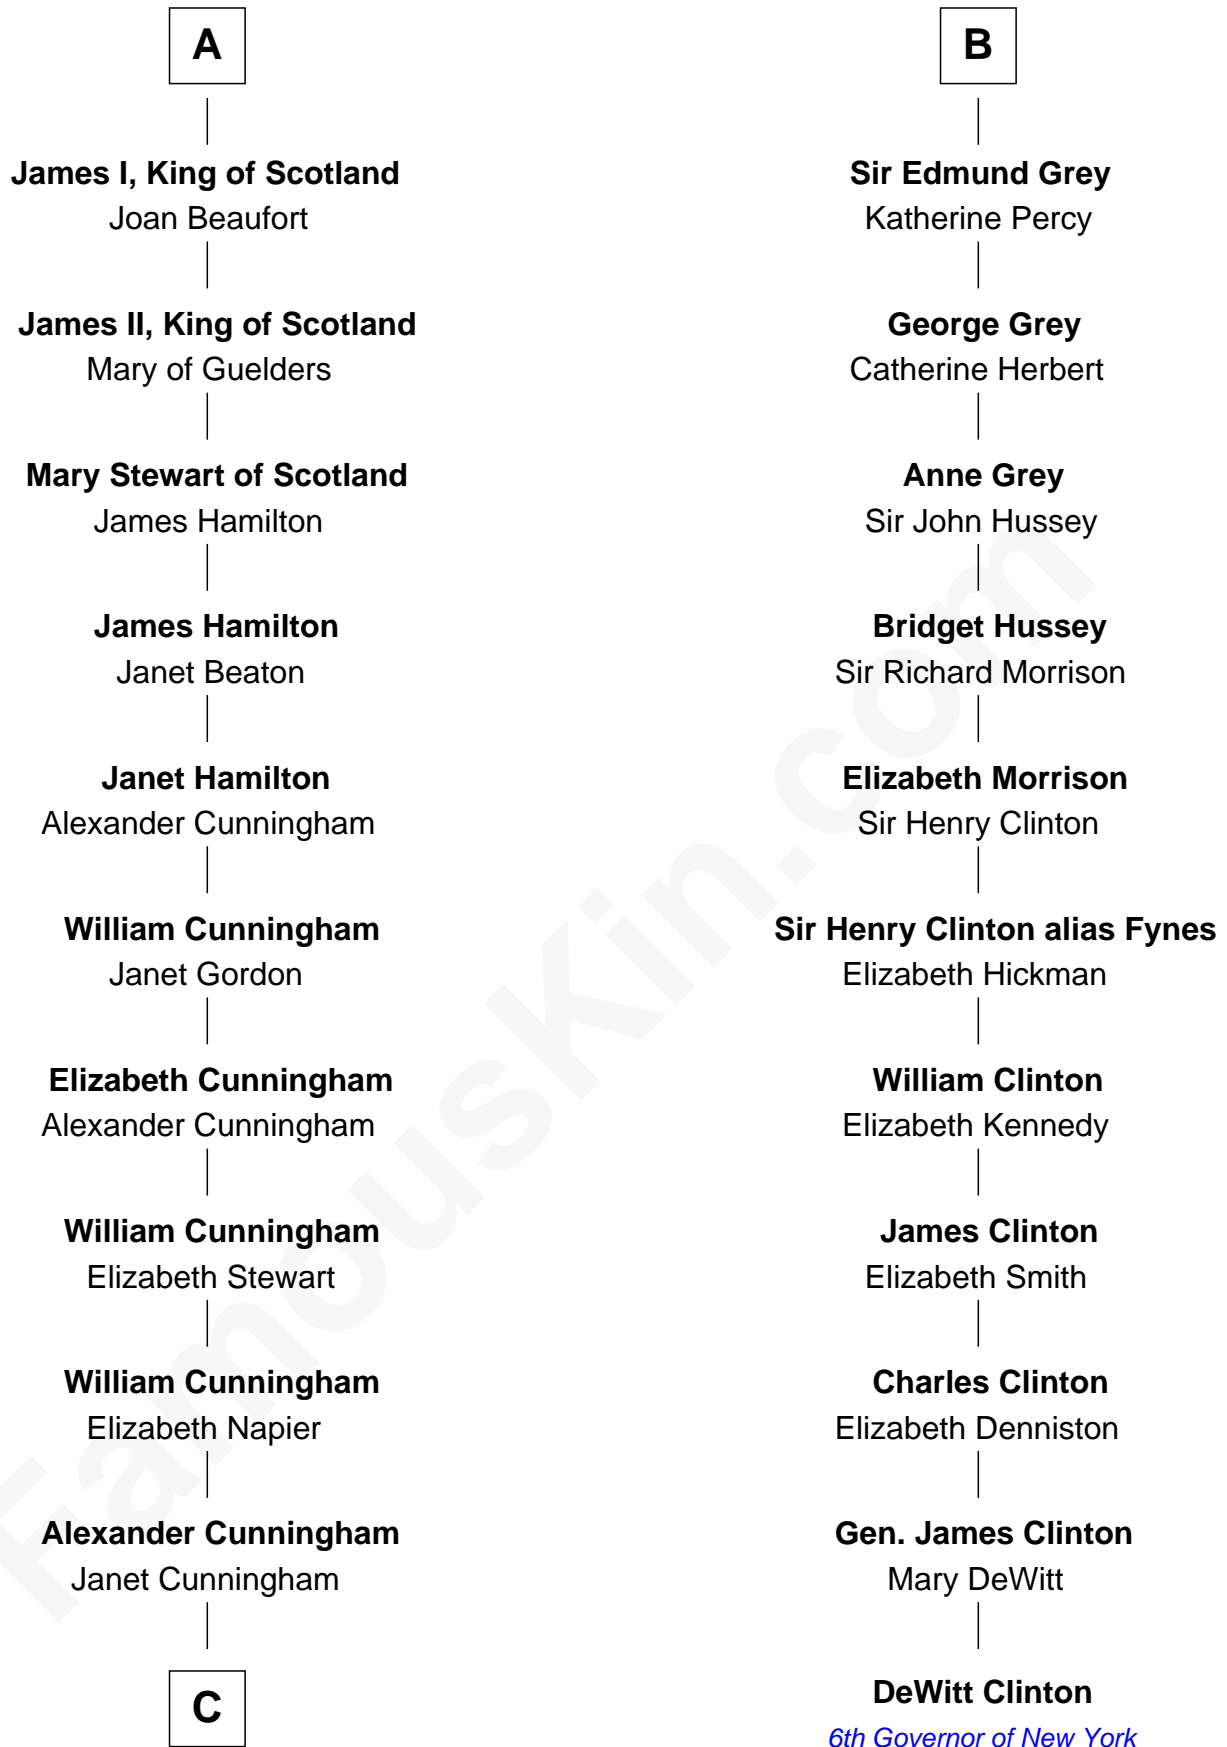 A
James I, King of Scotland
Joan Beaufort
James II, King of Scotland
Mary of Guelders
Mary Stewart of Scotland
James Hamilton
James Hamilton
Janet Beaton
Janet Hamilton
Alexander Cunningham
William Cunningham
Janet Gordon
Elizabeth Cunningham
Alexander Cunningham
William Cunningham
Elizabeth Stewart
William Cunningham
Elizabeth Napier
Alexander Cunningham
Janet Cunningham
C
B
Sir Edmund Grey
Katherine Percy
George Grey
Catherine Herbert
Anne Grey
Sir John Hussey
Bridget Hussey
Sir Richard Morrison
Elizabeth Morrison
Sir Henry Clinton
Sir Henry Clinton alias Fynes
Elizabeth Hickman
William Clinton
Elizabeth Kennedy
James Clinton
Elizabeth Smith
Charles Clinton
Elizabeth Denniston
Gen. James Clinton
Mary DeWitt
DeWitt Clinton
6th Governor of New York
FamousKin.com